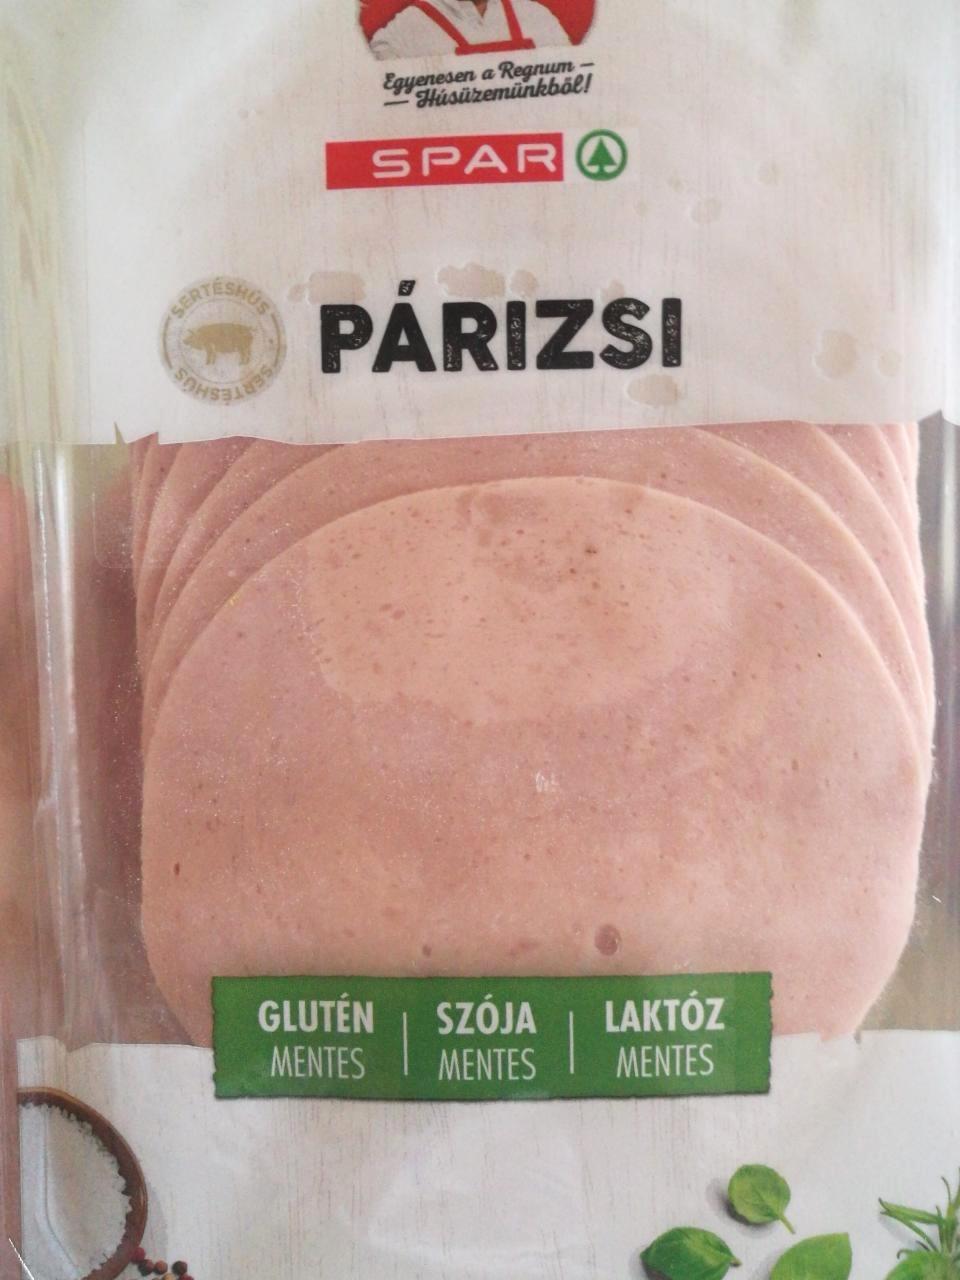 Egyenesen a Regnum
Húsüzemünkből!
SPAR
SERTÉSHÚS
SERTÉSHÚS
PÁRIZSI
GLUTÉN MENTES
SZÓJA MENTES
LAKTÓZ MENTES